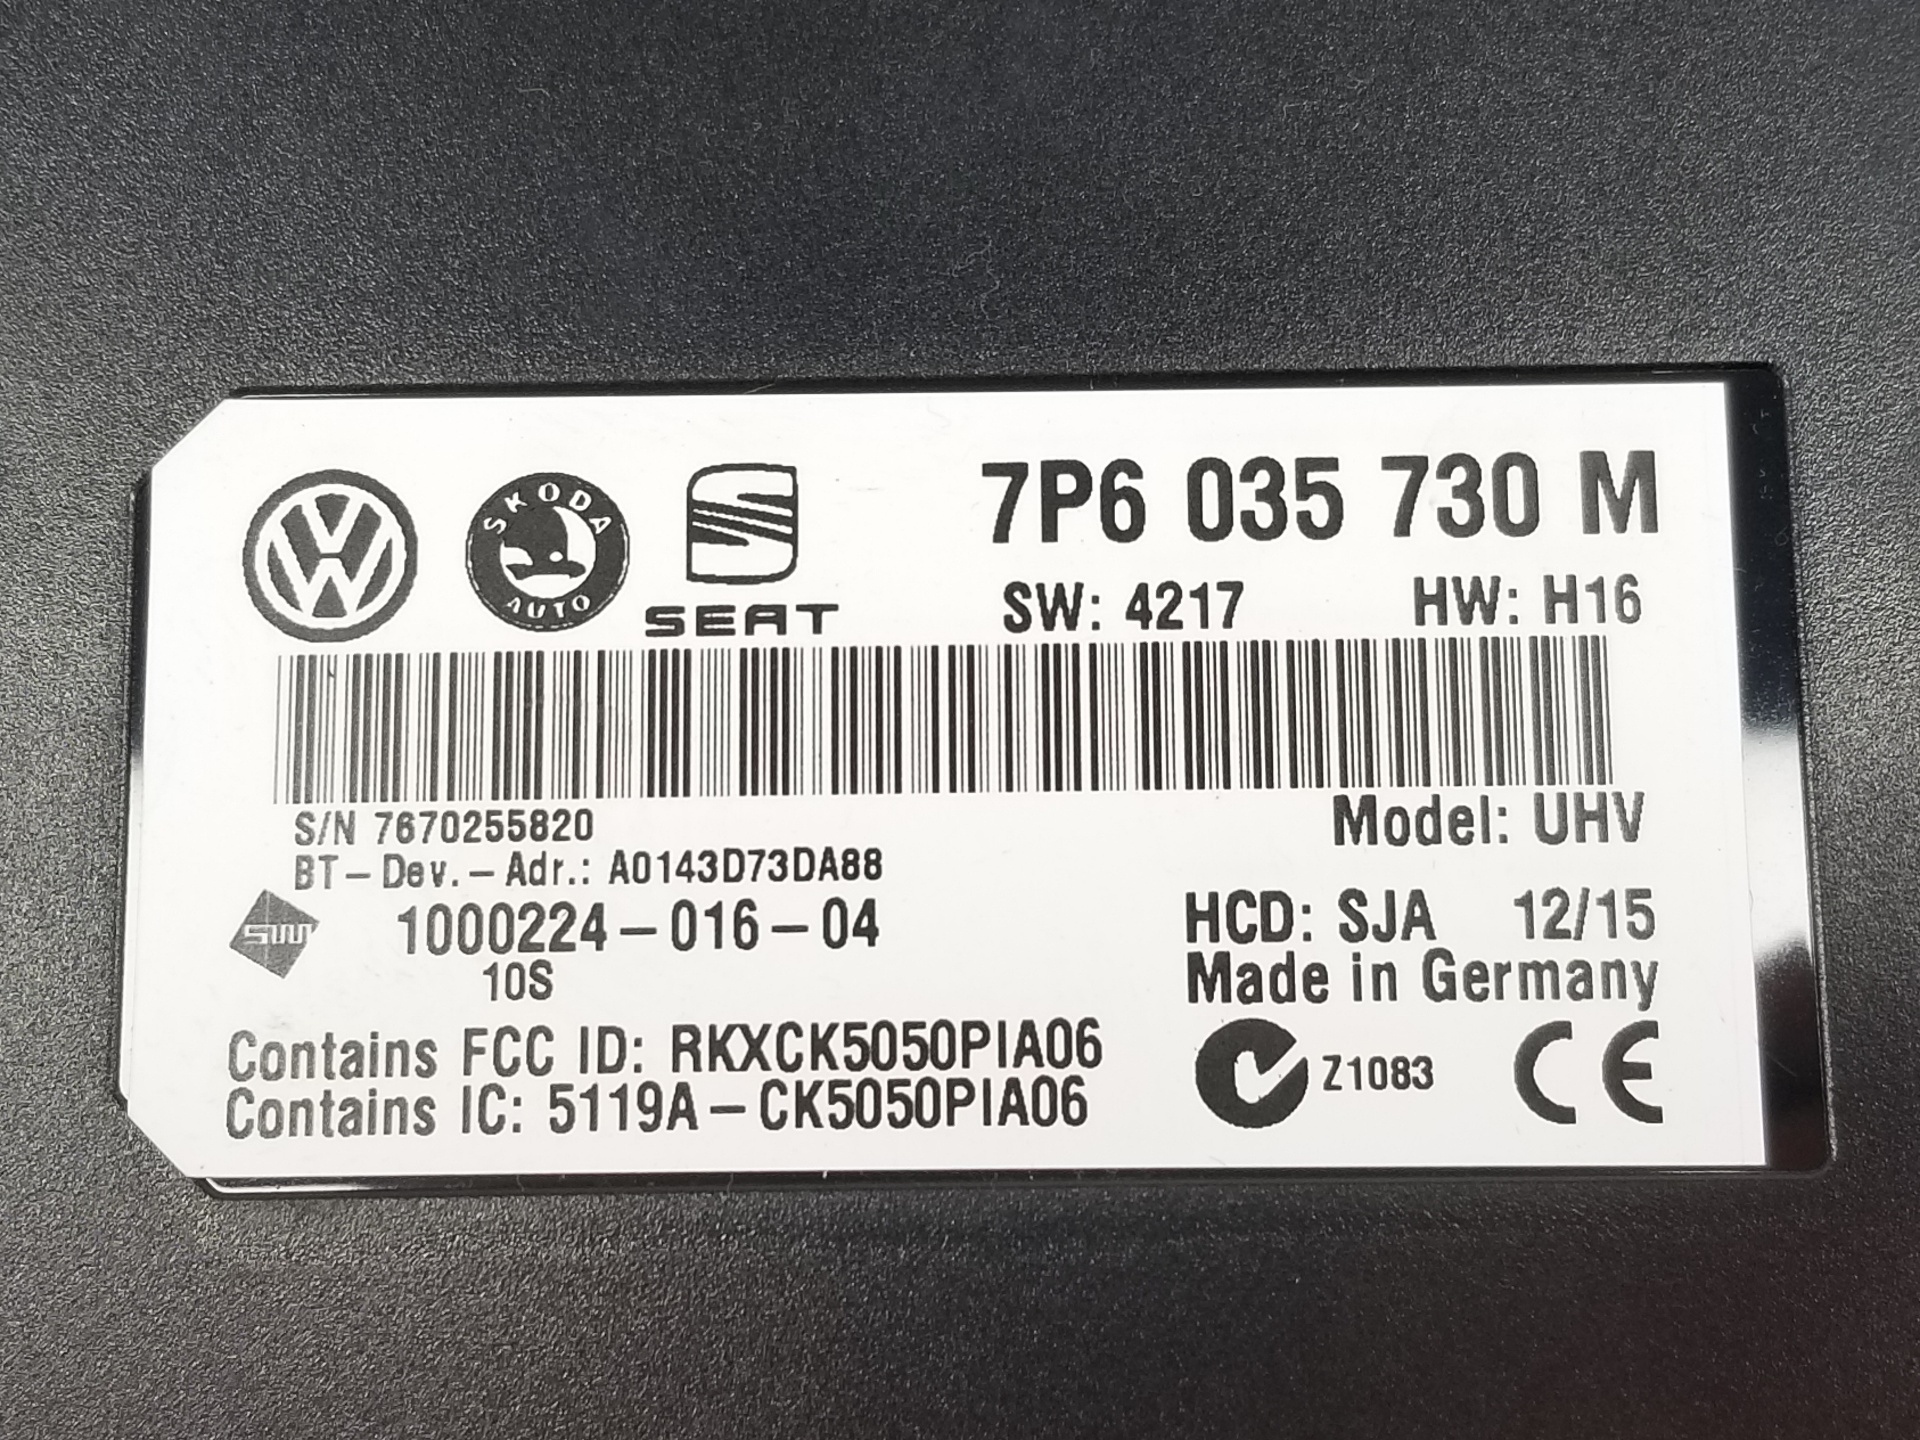 SKODA AUTO
SEAT
7P6 035 730 M
SW: 4217 HW: H16
S/N 7670255820
Model: UHV
BT-Dev.-Adr.: A0143D73DA88
SW 1000224-016-04
10S
HCD: SJA 12/15
Made in Germany
Contains FCC ID: RKXCK5050PIA06
Contains IC: 5119A-CK5050PIA06
Z1083 CE